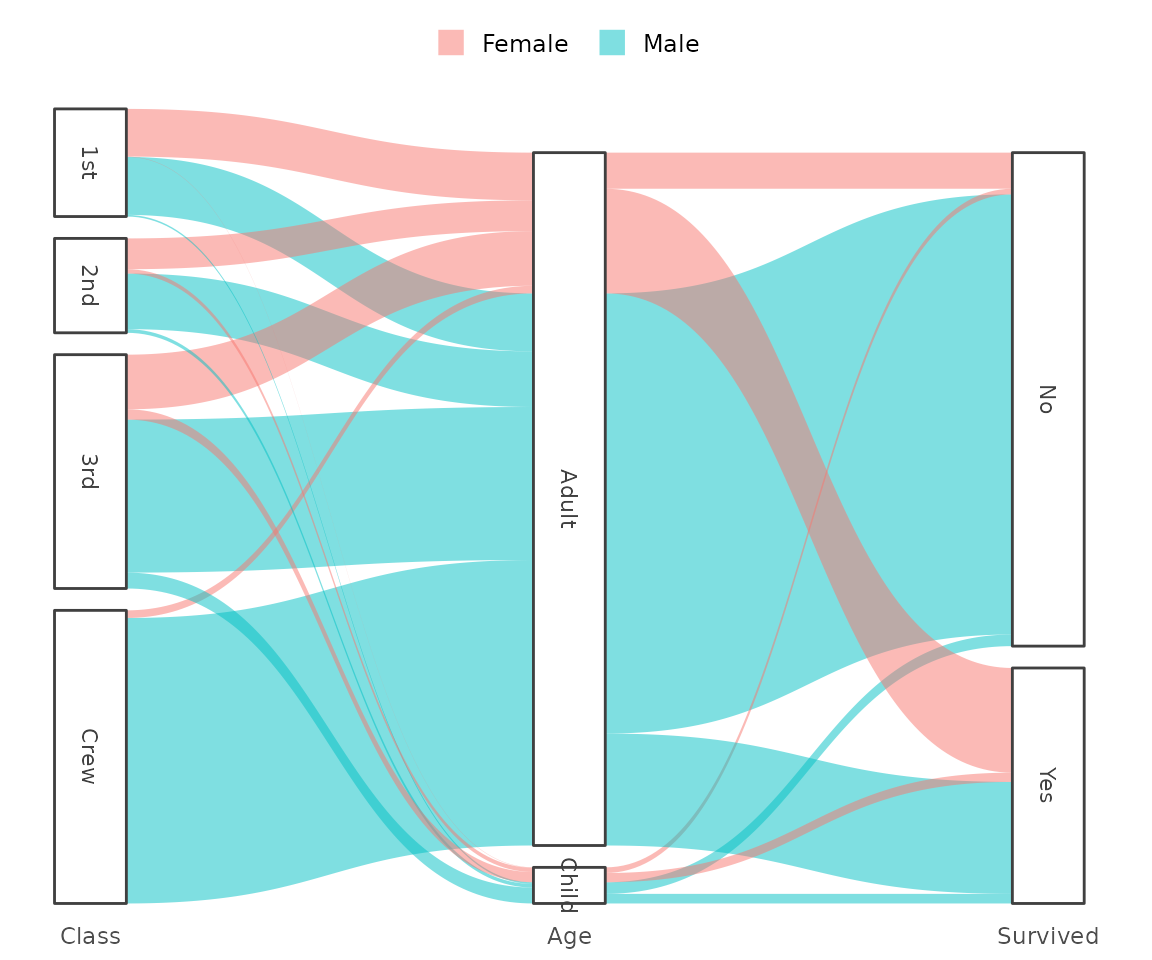 Female Male
1st
2nd
3rd
Crew
Adult
Child
No
Yes
Class Age Survived